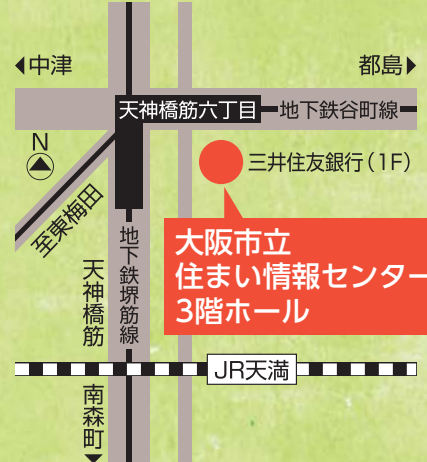 ◀中津
都島▶
天神橋筋六丁目
地下鉄谷町線
N
三井住友銀行(1F)
至東梅田
大阪市立
住まい情報センター
3階ホール
地下鉄堺筋線
天神橋筋
JR天満
南森町▼